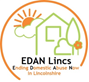 EDAN Lincs
Ending Domestic Abuse Now
in Lincolnshire